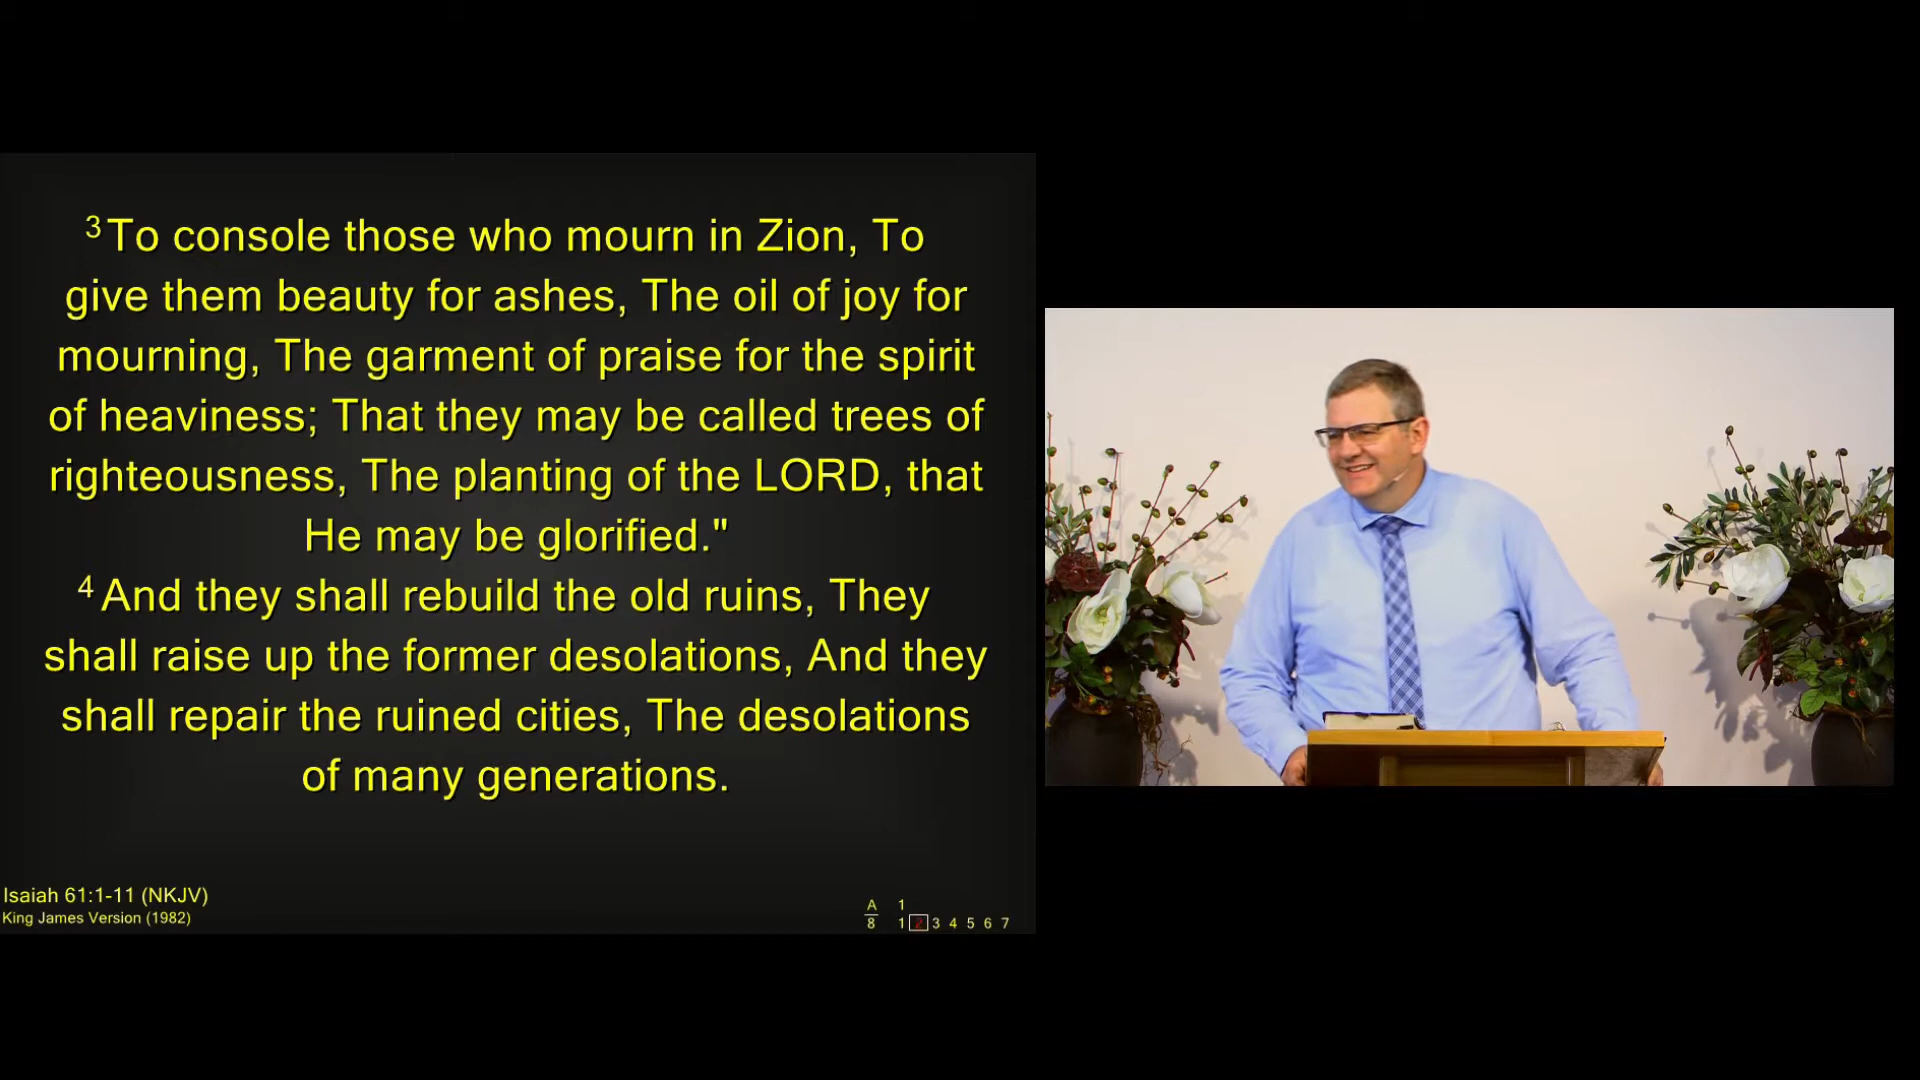 3 To console those who mourn in Zion, To
give them beauty for ashes, The oil of joy for
mourning, The garment of praise for the spirit
of heaviness; That they may be called trees of
righteousness, The planting of the LORD, that
He may be glorified."
4 And they shall rebuild the old ruins, They
shall raise up the former desolations, And they
shall repair the ruined cities, The desolations
of many generations.
Isaiah 61:1-11 (NKJV)
King James Version (1982)
A 1
8 1 2 3 4 5 6 7